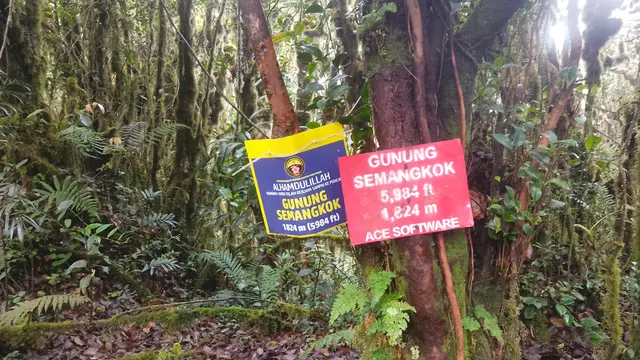 ALHAMDULILLAH
GUNUNG
SEMANGKOK
1824 m (5984 ft)
GUNUNG
SEMANGKOK
5,984 ft
1,824 m
ACE SOFTWARE